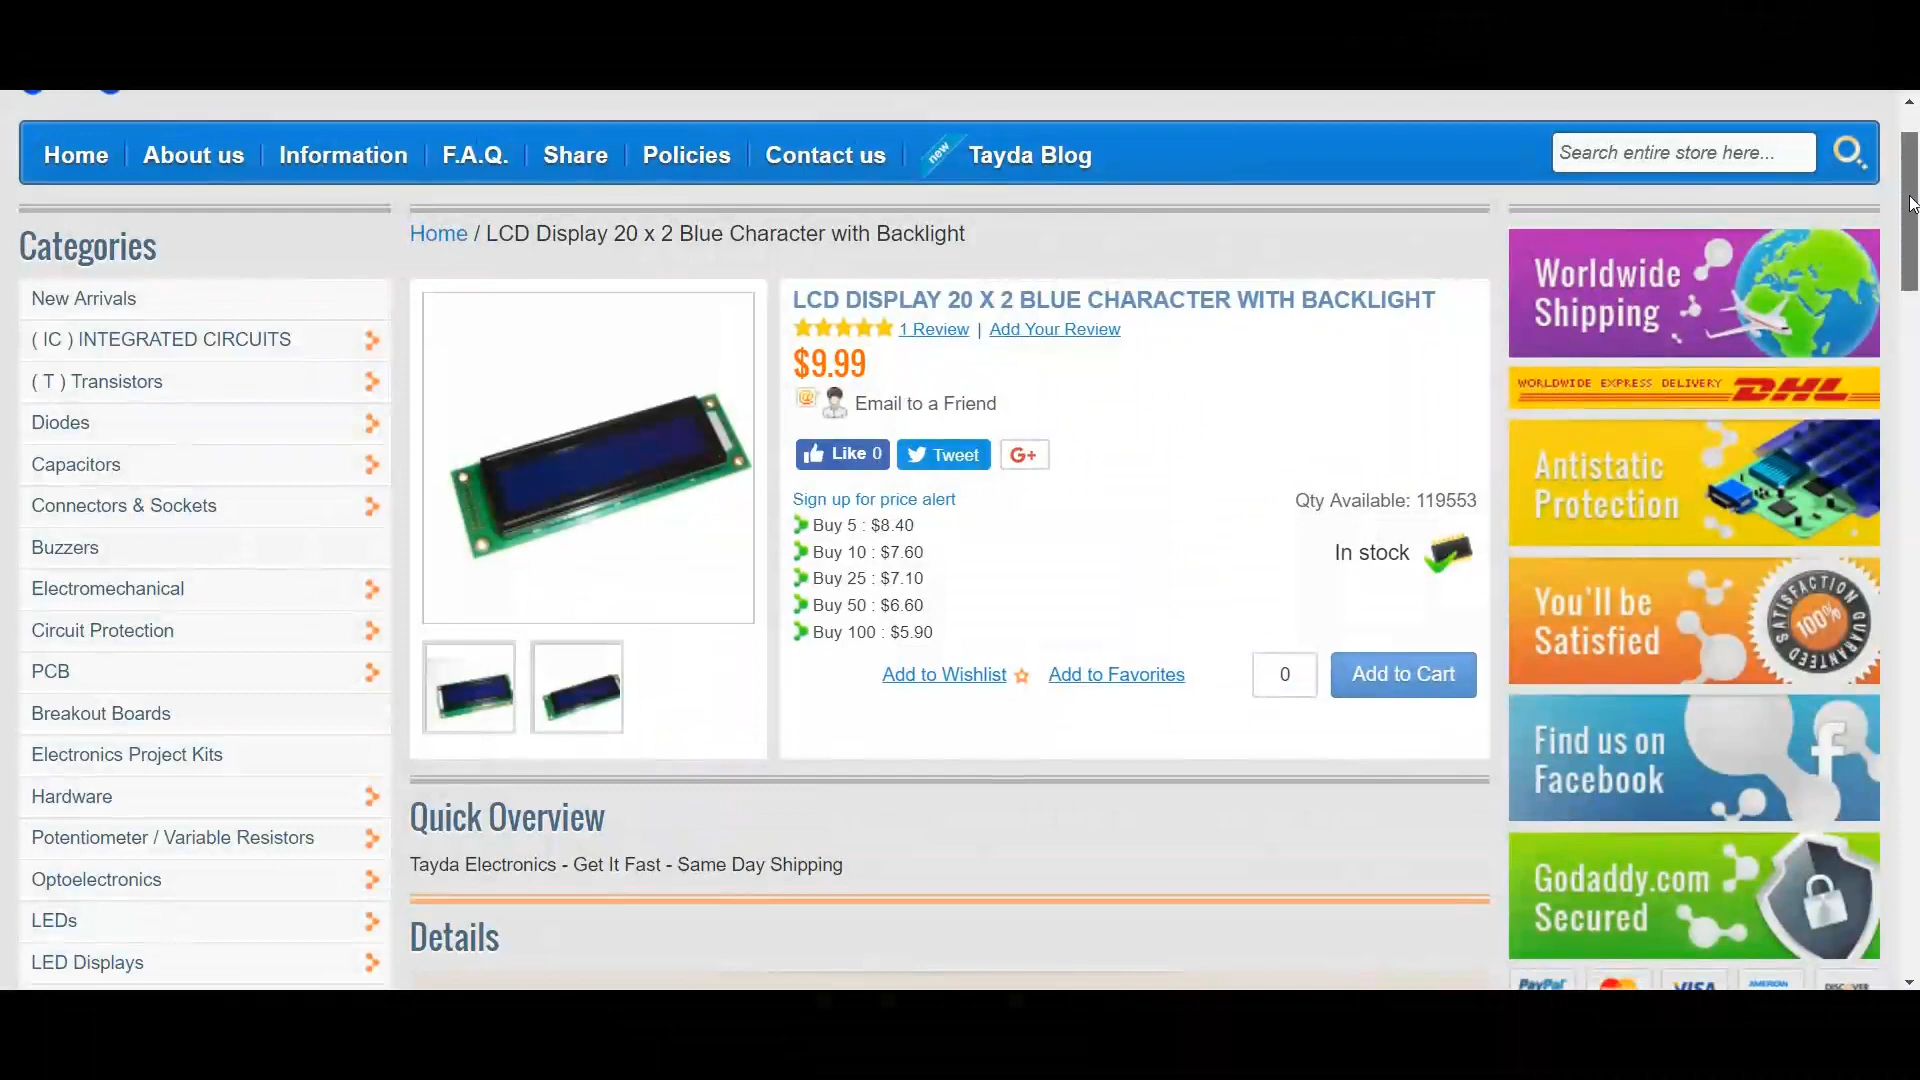 Home
About us
Information
F.A.Q.
Share
Policies
Contact us
new
Tayda Blog
Search entire store here...
Categories
New Arrivals
( IC ) INTEGRATED CIRCUITS
( T ) Transistors
Diodes
Capacitors
Connectors & Sockets
Buzzers
Electromechanical
Circuit Protection
PCB
Breakout Boards
Electronics Project Kits
Hardware
Potentiometer / Variable Resistors
Optoelectronics
LEDs
LED Displays
Home / LCD Display 20 x 2 Blue Character with Backlight
LCD DISPLAY 20 X 2 BLUE CHARACTER WITH BACKLIGHT
1 Review | Add Your Review
$9.99
Email to a Friend
Like 0
Tweet
G+
Sign up for price alert
Qty Available: 119553
Buy 5 : $8.40
Buy 10 : $7.60
Buy 25 : $7.10
Buy 50 : $6.60
Buy 100 : $5.90
In stock
Add to Wishlist
Add to Favorites
0
Add to Cart
Quick Overview
Tayda Electronics - Get It Fast - Same Day Shipping
Details
Worldwide
Shipping
WORLDWIDE EXPRESS DELIVERY DHL
Antistatic
Protection
You'll be
Satisfied
SATISFACTION
100%
GUARANTEED
Find us on
Facebook
Godaddy.com
Secured
PayPal
VISA
AMERICAN
DISCOVER